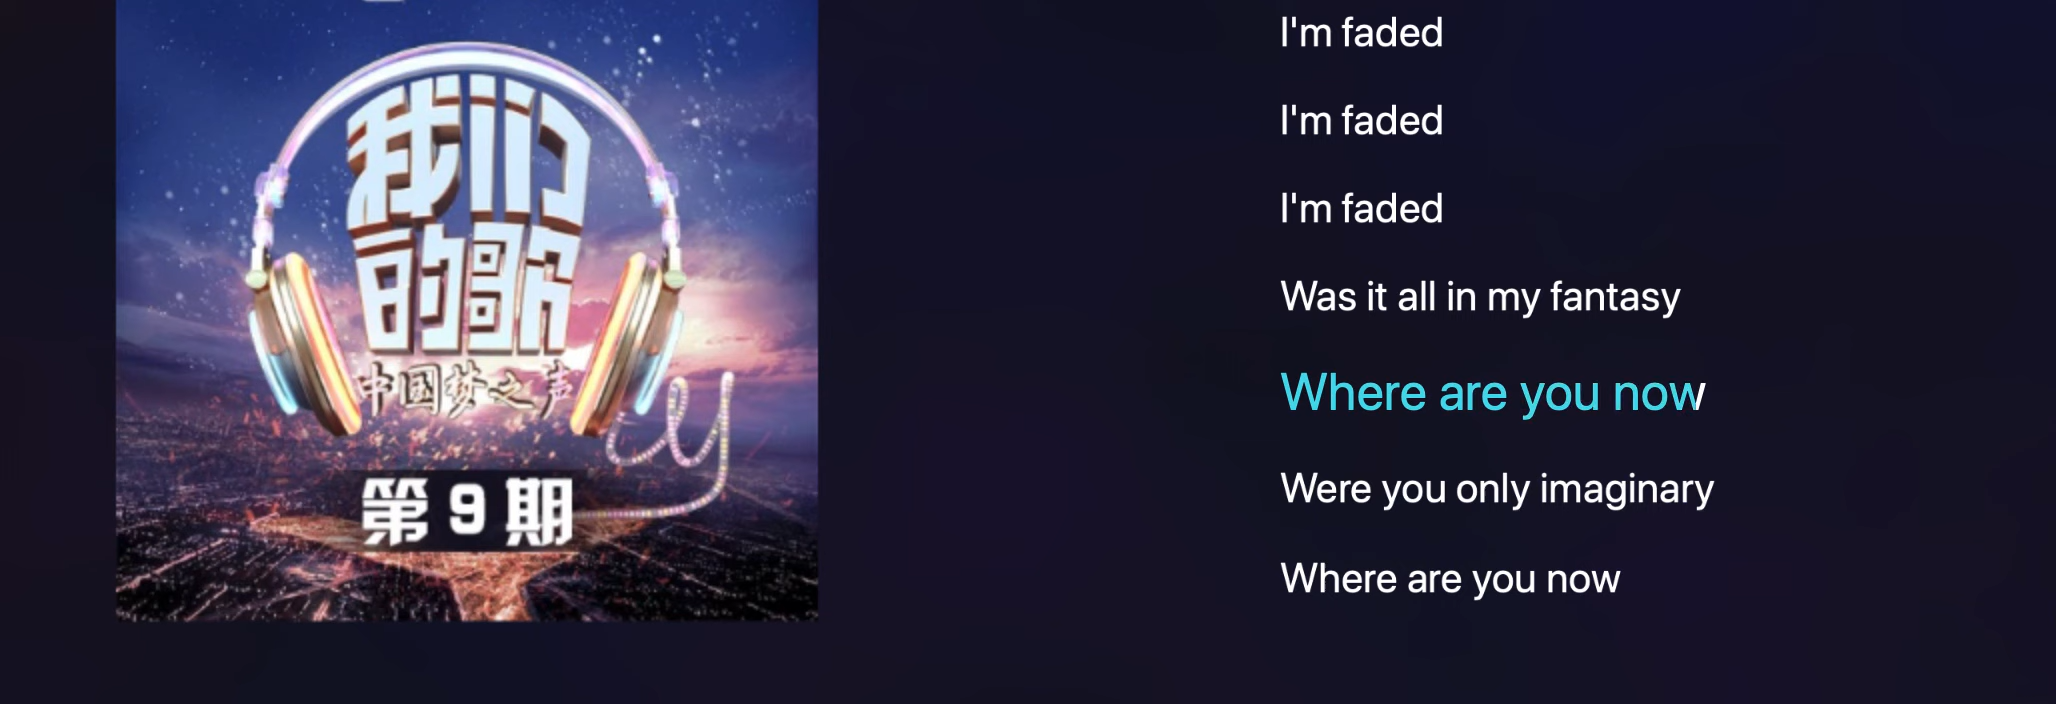 我们
的歌
中国梦之声
第9期
I'm faded
I'm faded
I'm faded
Was it all in my fantasy
Where are you now
Were you only imaginary
Where are you now